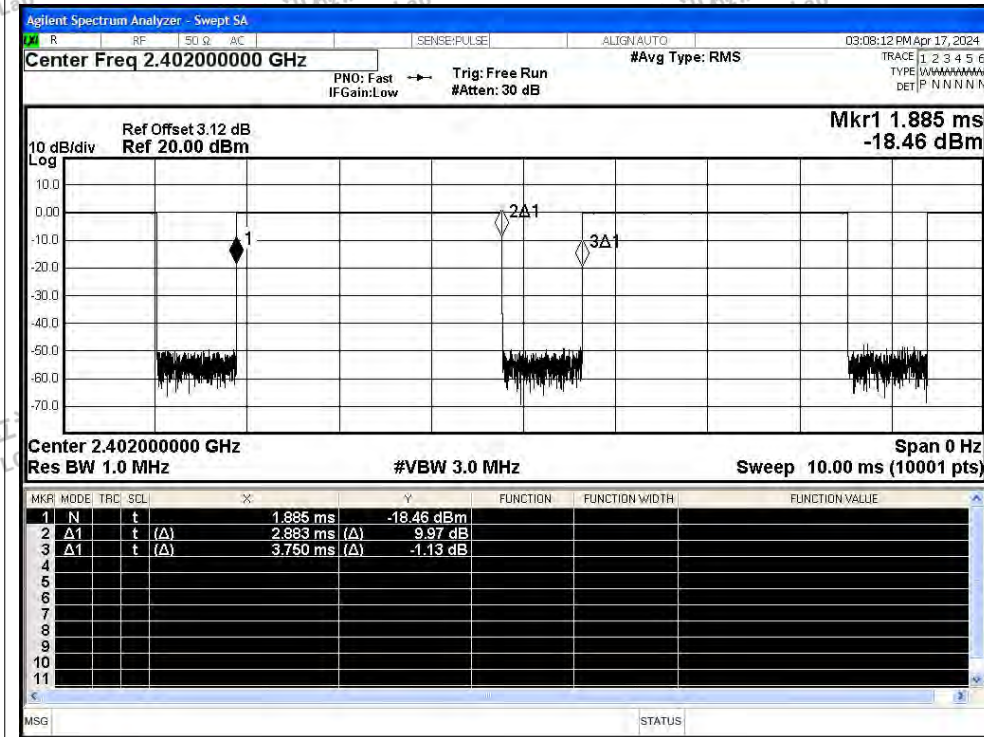 Agilent Spectrum Analyzer - Swept SA
R RF 50 Ω AC SENSE:PULSE ALIGN AUTO 03:08:12 PM Apr 17, 2024
Center Freq 2.402000000 GHz #Avg Type: RMS TRACE 1 2 3 4 5 6
PNO: Fast Trig: Free Run TYPE WWWWWW
IFGain:Low #Atten: 30 dB DET P N N N N N
Mkr1 1.885 ms
Ref Offset 3.12 dB
10 dB/div Ref 20.00 dBm -18.46 dBm
Log
10.0
0.00 2Δ1
-10.0 1 3Δ1
-20.0
-30.0
-40.0
-50.0
-60.0
-70.0
Center 2.402000000 GHz Span 0 Hz
Res BW 1.0 MHz #VBW 3.0 MHz Sweep 10.00 ms (10001 pts)
MKR MODE TRC SCL X Y FUNCTION FUNCTION WIDTH FUNCTION VALUE
1 N t 1.885 ms -18.46 dBm
2 Δ1 t (Δ) 2.883 ms (Δ) 9.97 dB
3 Δ1 t (Δ) 3.750 ms (Δ) -1.13 dB
4
5
6
7
8
9
10
11
MSG STATUS